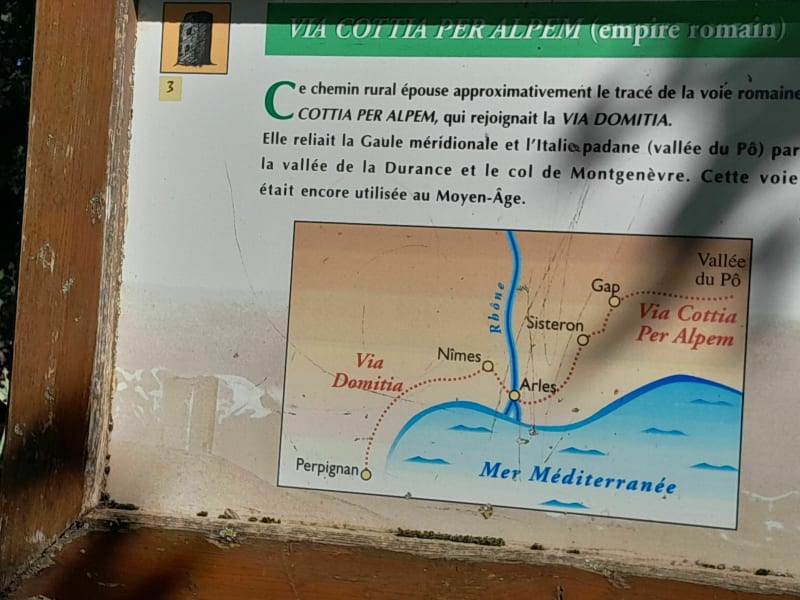 VIA COTTIA PER ALPEM (empire romain)
3
Ce chemin rural épouse approximativement le tracé de la voie romaine
COTTIA PER ALPEM, qui rejoignait la VIA DOMITIA.
Elle reliait la Gaule méridionale et l'Italie padane (vallée du Pô) par
la vallée de la Durance et le col de Montgenèvre. Cette voie
était encore utilisée au Moyen-Âge.
Vallée
du Pô
Gap
Rhône
Via Cottia
Per Alpem
Sisteron
Nîmes
Via
Domitia
Arles
Perpignan
Mer Méditerranée